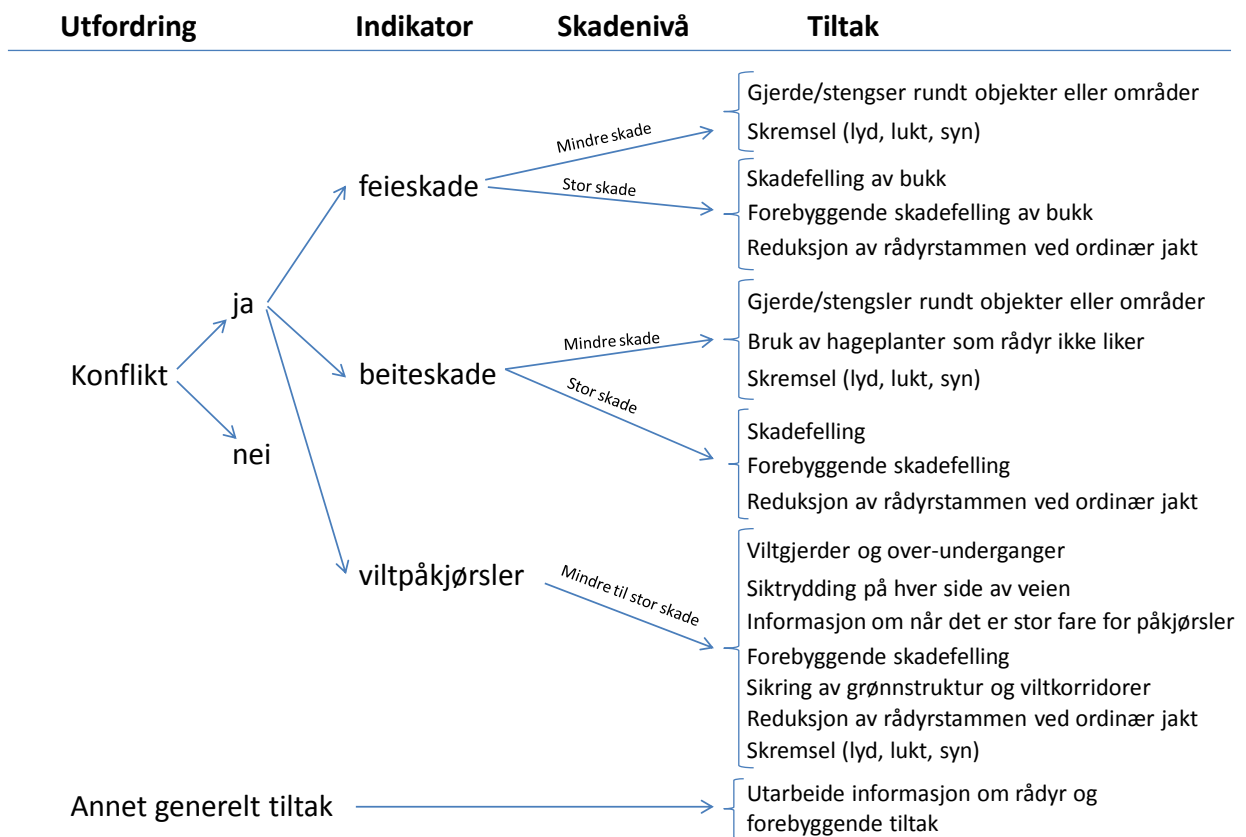 Utfordring Indikator Skadenivå Tiltak
Gjerde/stengser rundt objekter eller områder
Mindre skade
Skremsel (lyd, lukt, syn)
feieskade
Stor skade
Skadefelling av bukk
Forebyggende skadefelling av bukk
Reduksjon av rådyrstammen ved ordinær jakt
Konflikt
ja
nei
beiteskade
Mindre skade
Gjerde/stengsler rundt objekter eller områder
Bruk av hageplanter som rådyr ikke liker
Skremsel (lyd, lukt, syn)
Stor skade
Skadefelling
Forebyggende skadefelling
Reduksjon av rådyrstammen ved ordinær jakt
viltpåkjørsler
Mindre til stor skade
Viltgjerder og over-underganger
Siktrydding på hver side av veien
Informasjon om når det er stor fare for påkjørsler
Forebyggende skadefelling
Sikring av grønnstruktur og viltkorridorer
Reduksjon av rådyrstammen ved ordinær jakt
Skremsel (lyd, lukt, syn)
Annet generelt tiltak
Utarbeide informasjon om rådyr og
forebyggende tiltak